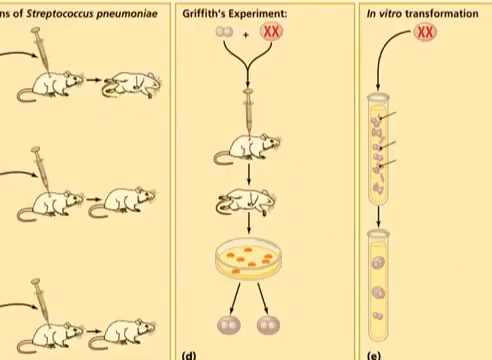 ns of Streptococcus pneumoniae
Griffith's Experiment:
+ XX
(d)
In vitro transformation
XX
(e)